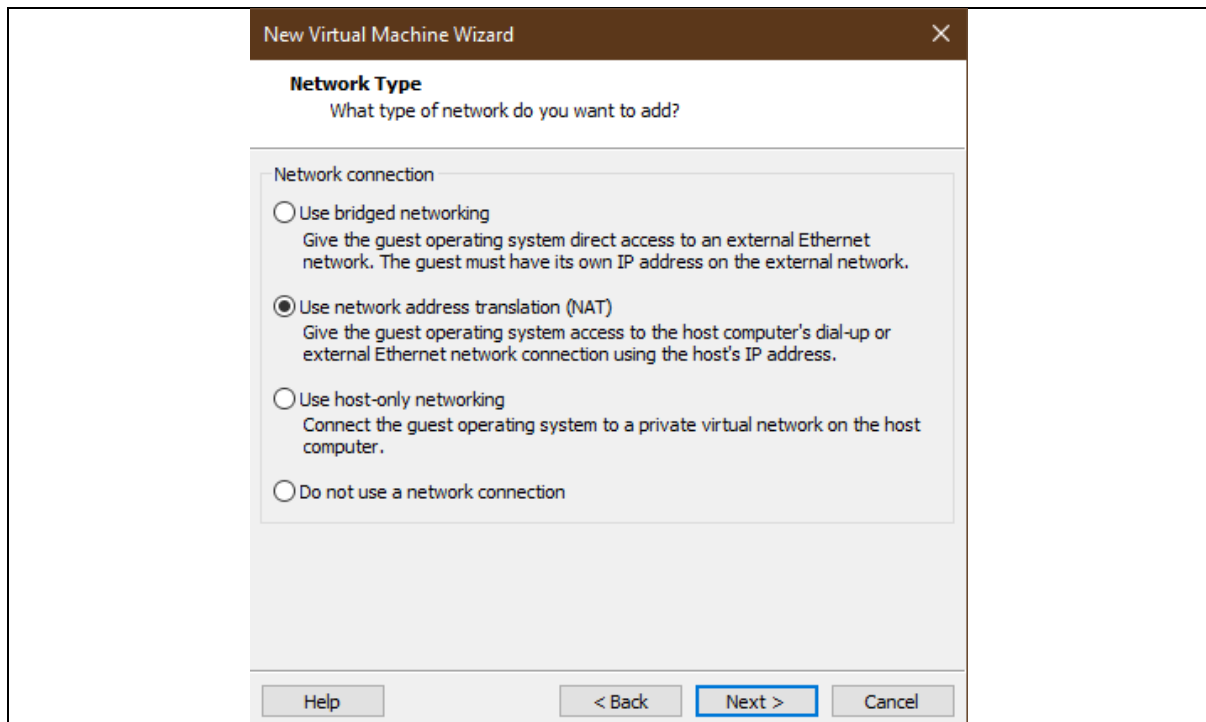 New Virtual Machine Wizard
Network Type
What type of network do you want to add?
Network connection
Use bridged networking
Give the guest operating system direct access to an external Ethernet
network. The guest must have its own IP address on the external network.
Use network address translation (NAT)
Give the guest operating system access to the host computer's dial-up or
external Ethernet network connection using the host's IP address.
Use host-only networking
Connect the guest operating system to a private virtual network on the host
computer.
Do not use a network connection
Help < Back Next > Cancel